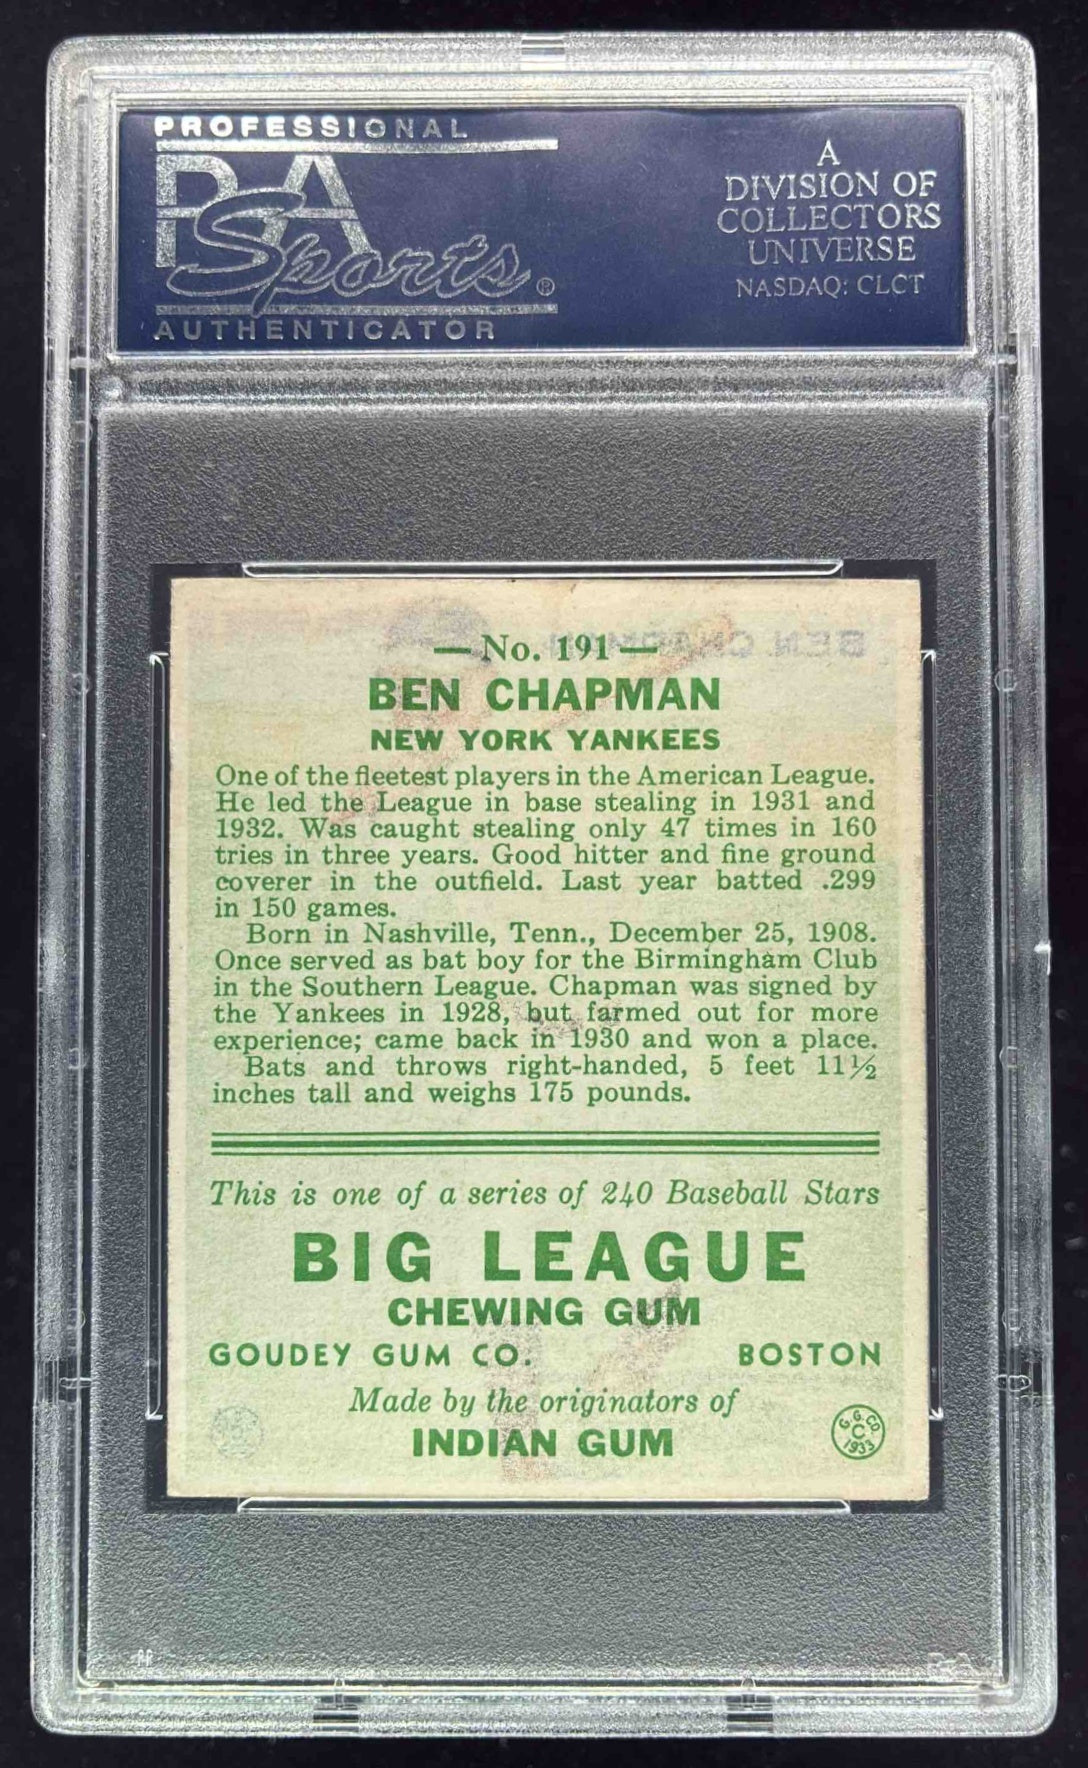 PROFESSIONAL
PSA
Sports®
AUTHENTICATOR
A
DIVISION OF
COLLECTORS
UNIVERSE
NASDAQ: CLCT
BEN CHAPMAN
— No. 191 —
BEN CHAPMAN
NEW YORK YANKEES
One of the fleetest players in the American League.
He led the League in base stealing in 1931 and
1932. Was caught stealing only 47 times in 160
tries in three years. Good hitter and fine ground
coverer in the outfield. Last year batted .299
in 150 games.
Born in Nashville, Tenn., December 25, 1908.
Once served as bat boy for the Birmingham Club
in the Southern League. Chapman was signed by
the Yankees in 1928, but farmed out for more
experience; came back in 1930 and won a place.
Bats and throws right-handed, 5 feet 11½
inches tall and weighs 175 pounds.
This is one of a series of 240 Baseball Stars
BIG LEAGUE
CHEWING GUM
GOUDEY GUM CO. BOSTON
Made by the originators of
INDIAN GUM
G.G.CO.
C
1933
PSA